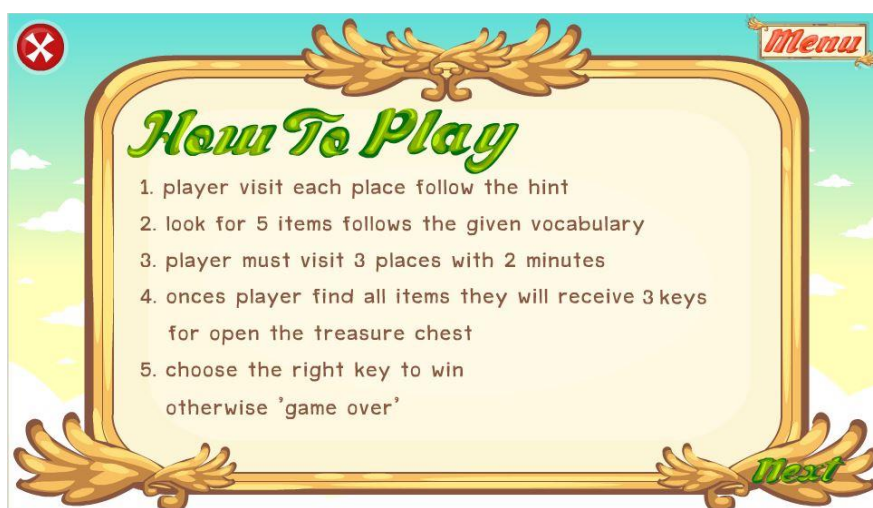 Menu
How To Play
1. player visit each place follow the hint
2. look for 5 items follows the given vocabulary
3. player must visit 3 places with 2 minutes
4. onces player find all items they will receive 3 keys
for open the treasure chest
5. choose the right key to win
otherwise 'game over'
Next